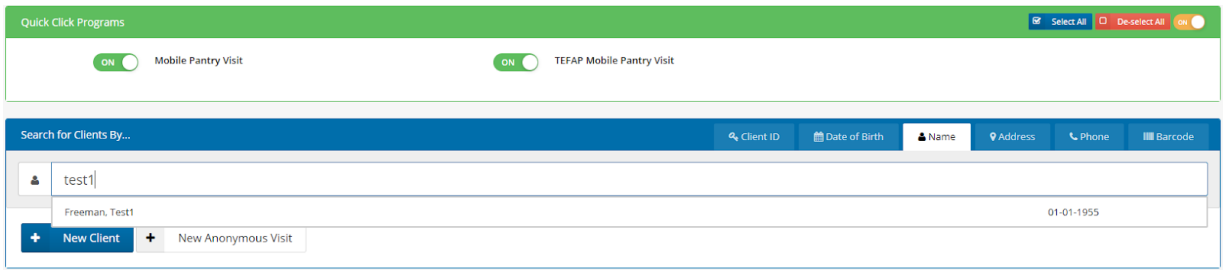 Quick Click Programs Select All De-select All ON
ON Mobile Pantry Visit ON TEFAP Mobile Pantry Visit
Search for Clients By... Client ID Date of Birth Name Address Phone Barcode
test1
Freeman, Test1 01-01-1955
+ New Client + New Anonymous Visit